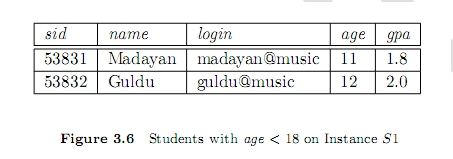 sid name login age gpa
53831 Madayan madayan@music 11 1.8
53832 Guldu guldu@music 12 2.0
Figure 3.6 Students with age < 18 on Instance S1